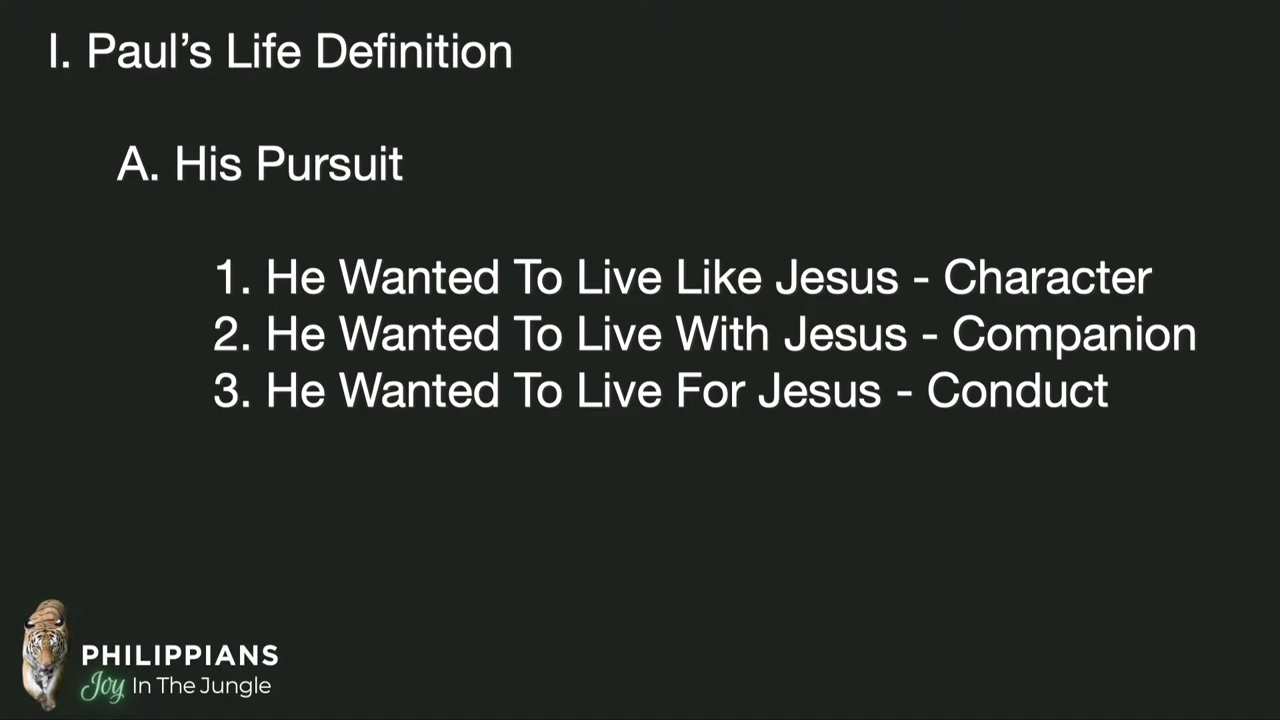 I. Paul’s Life Definition
A. His Pursuit
1. He Wanted To Live Like Jesus - Character
2. He Wanted To Live With Jesus - Companion
3. He Wanted To Live For Jesus - Conduct
PHILIPPIANS
Joy In The Jungle